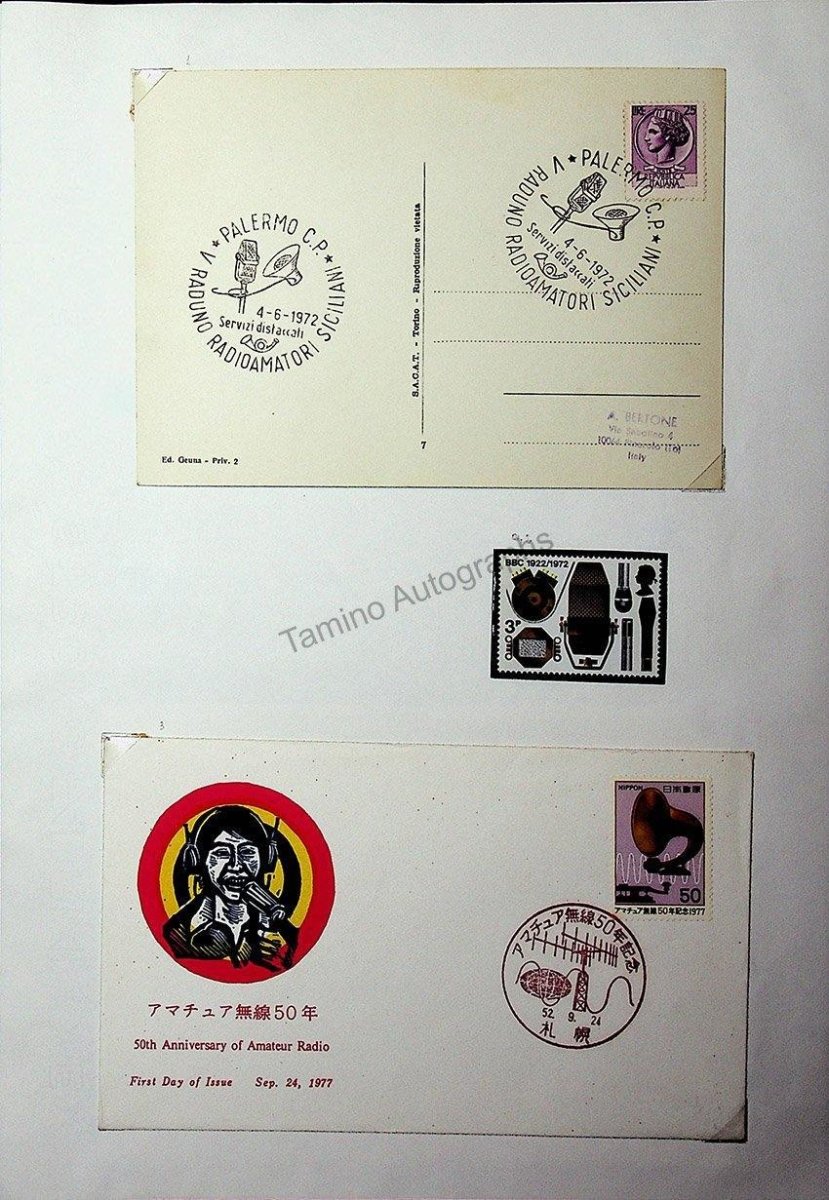 LIRE 25
REPUBBLICA
ITALIANA
V ★ PALERMO C.P. ★
V RADUNO RADIOAMATORI SICILIANI
4-6-1972
Servizi distaccati
★ PALERMO C.P. ★
V RADUNO RADIOAMATORI SICILIANI
4-6-1972
Servizi distaccati
S.A.C.A.T. - Torino - Riproduzione vietata
A. BERTONE
Italy
7
Ed. Geuna - Priv. 2
Tamino Autographs
BBC 1922/1972
3P
3
NIPPON 日本郵便
50
アマチュア無線50年記念1977
アマチュア無線50年記念
52. 9. 24
札幌
アマチュア無線50年
50th Anniversary of Amateur Radio
First Day of Issue Sep. 24, 1977